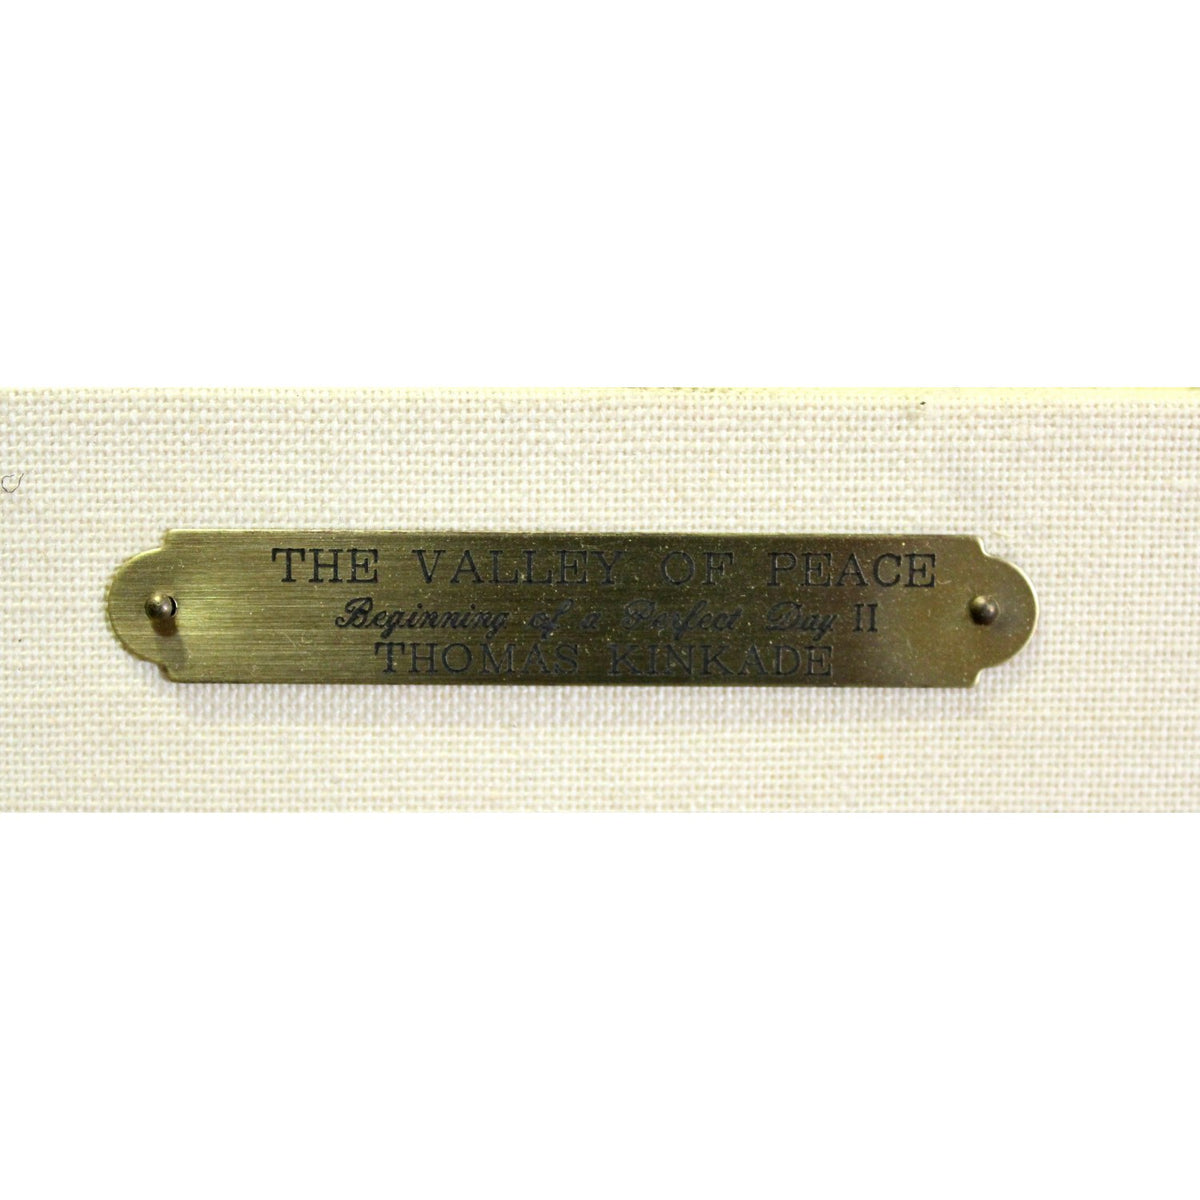 THE VALLEY OF PEACE
Beginning of a Perfect Day II
THOMAS KINKADE